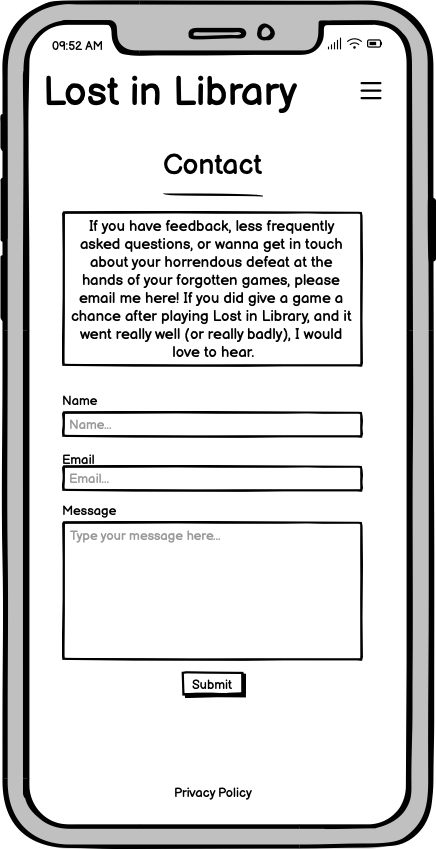 09:52 AM
Lost in Library
Contact
If you have feedback, less frequently
asked questions, or wanna get in touch
about your horrendous defeat at the
hands of your forgotten games, please
email me here! If you did give a game a
chance after playing Lost in Library, and it
went really well (or really badly), I would
love to hear.
Name
Name...
Email
Email...
Message
Type your message here...
Submit
Privacy Policy